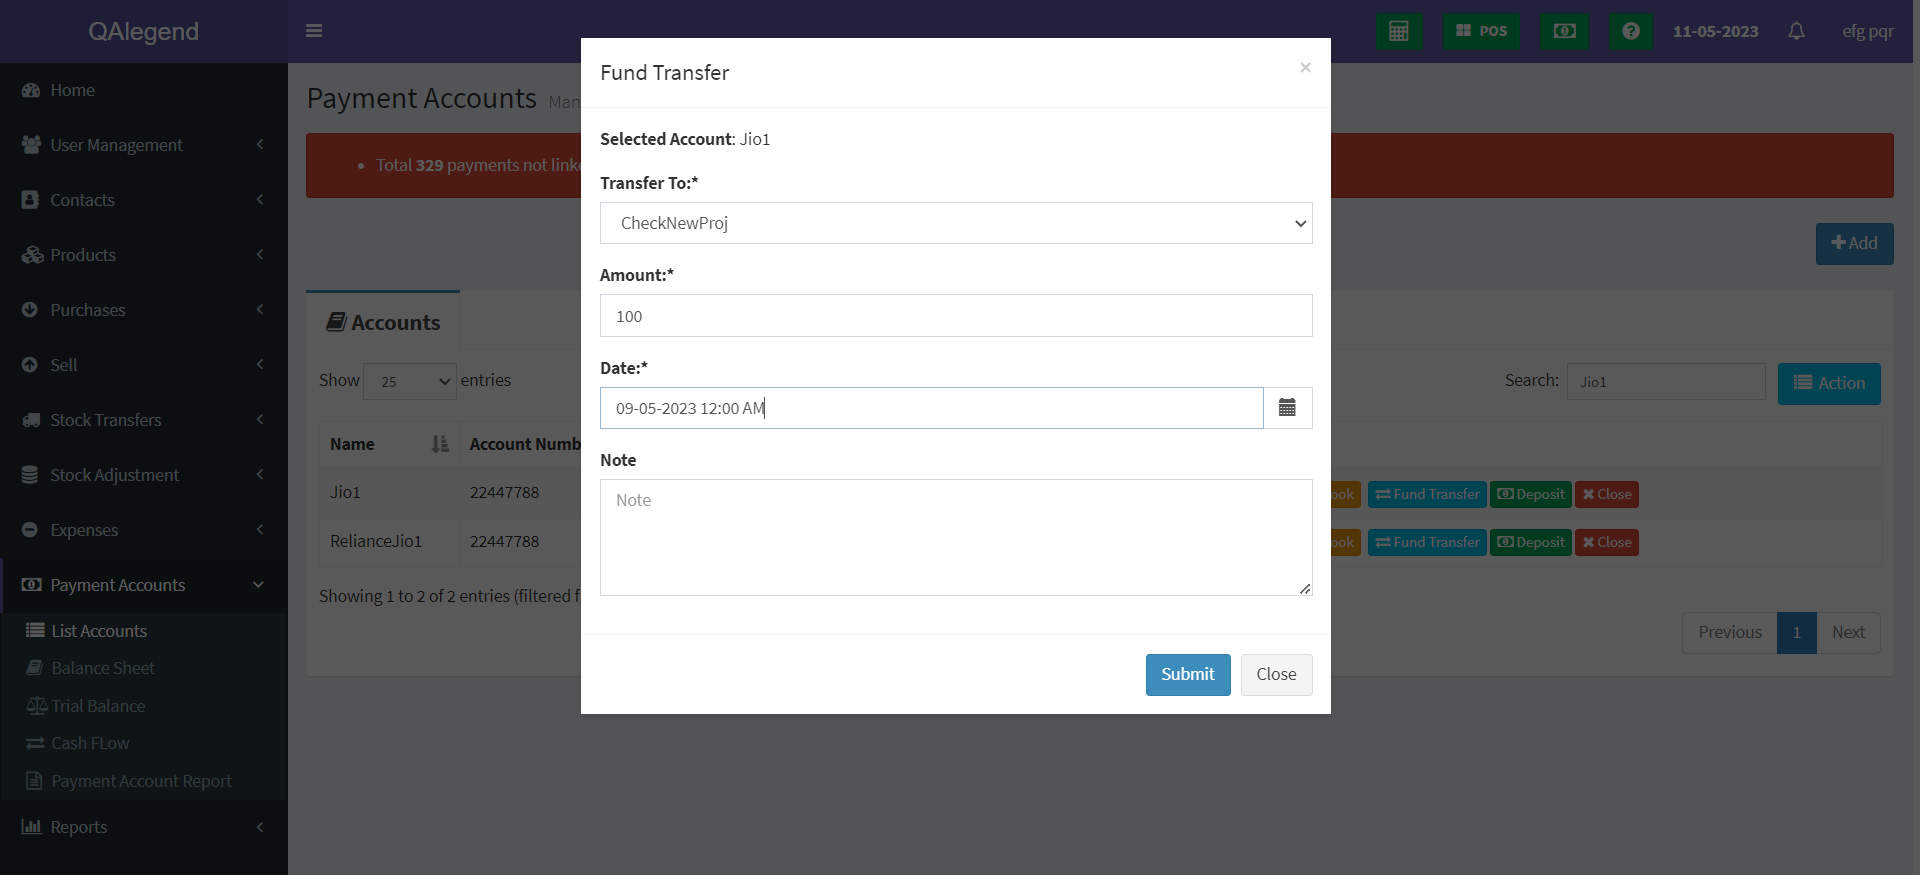 QAlegend
POS
11-05-2023
efg pqr
Home
User Management
Contacts
Products
Purchases
Sell
Stock Transfers
Stock Adjustment
Expenses
Payment Accounts
List Accounts
Balance Sheet
Trial Balance
Cash FLow
Payment Account Report
Reports
Payment Accounts Man
Total 329 payments not link
Add
Accounts
Show 25 entries
Search: Jio1
Action
Name Account Numb
Jio1 22447788 ook Fund Transfer Deposit Close
RelianceJio1 22447788 ook Fund Transfer Deposit Close
Showing 1 to 2 of 2 entries (filtered f
Previous 1 Next
Fund Transfer ×
Selected Account: Jio1
Transfer To:*
CheckNewProj
Amount:*
100
Date:*
09-05-2023 12:00 AM
Note
Note
Submit Close